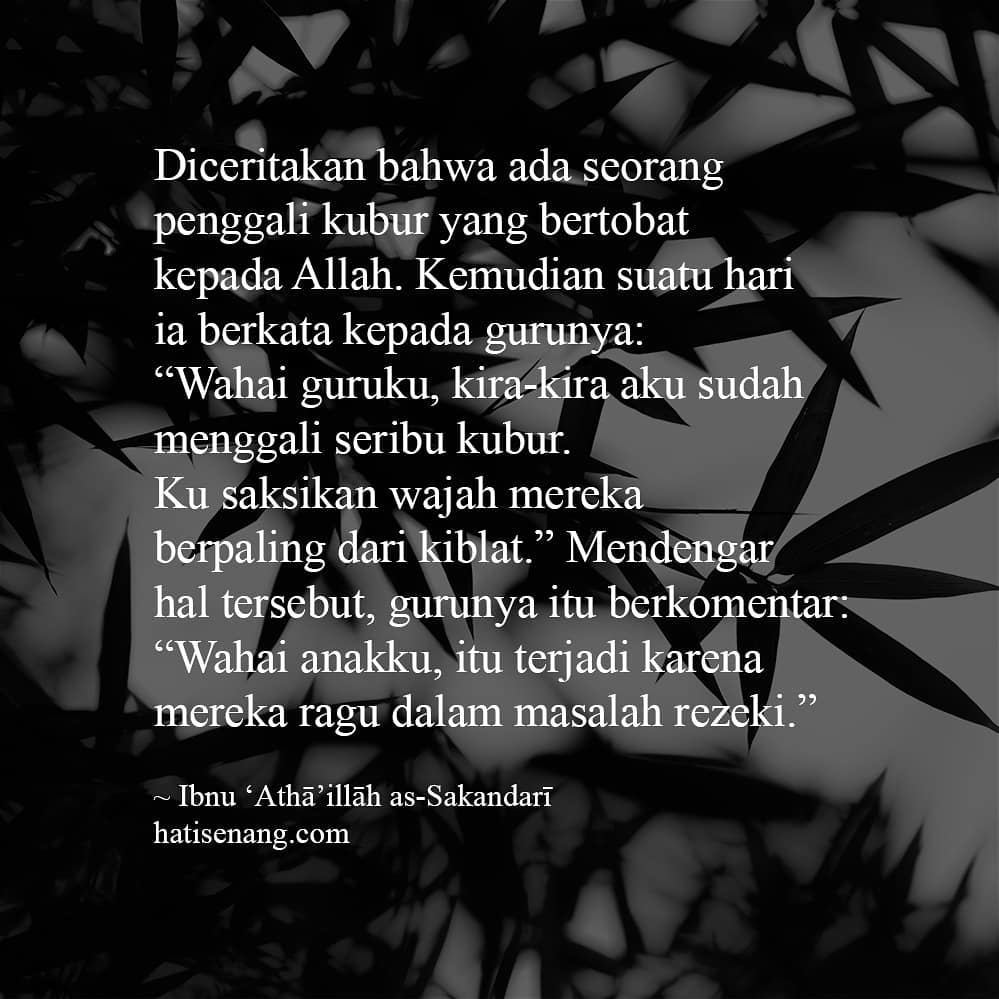 Diceritakan bahwa ada seorang
penggali kubur yang bertobat
kepada Allah. Kemudian suatu hari
ia berkata kepada gurunya:
“Wahai guruku, kira-kira aku sudah
menggali seribu kubur.
Ku saksikan wajah mereka
berpaling dari kiblat.” Mendengar
hal tersebut, gurunya itu berkomentar:
“Wahai anakku, itu terjadi karena
mereka ragu dalam masalah rezeki.”
~ Ibnu ‘Athā’illāh as-Sakandarī
hatisenang.com